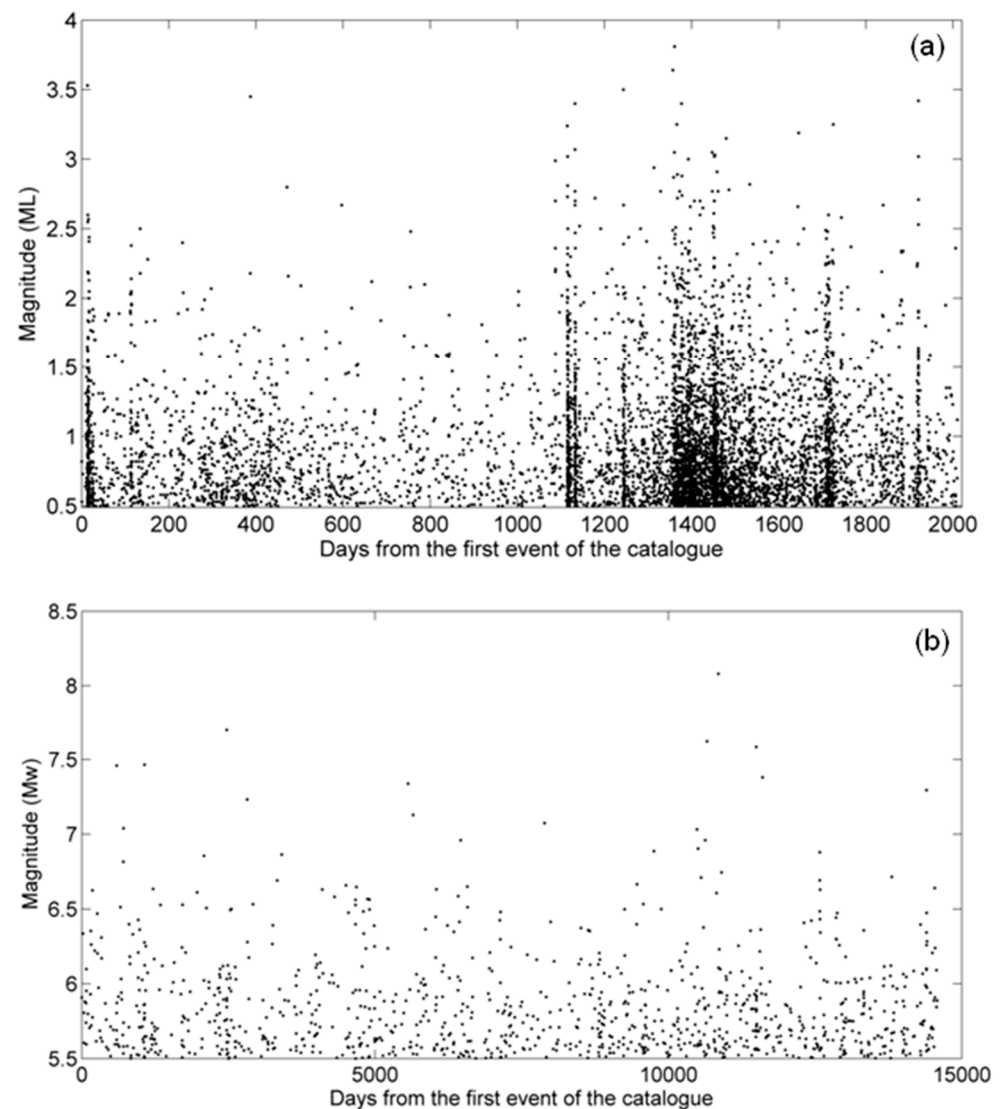 (a)
Magnitude (ML)
4
3.5
3
2.5
2
1.5
1
0.5
0 200 400 600 800 1000 1200 1400 1600 1800 2000
Days from the first event of the catalogue
(b)
Magnitude (Mw)
8.5
8
7.5
7
6.5
6
5.5
0 5000 10000 15000
Days from the first event of the catalogue